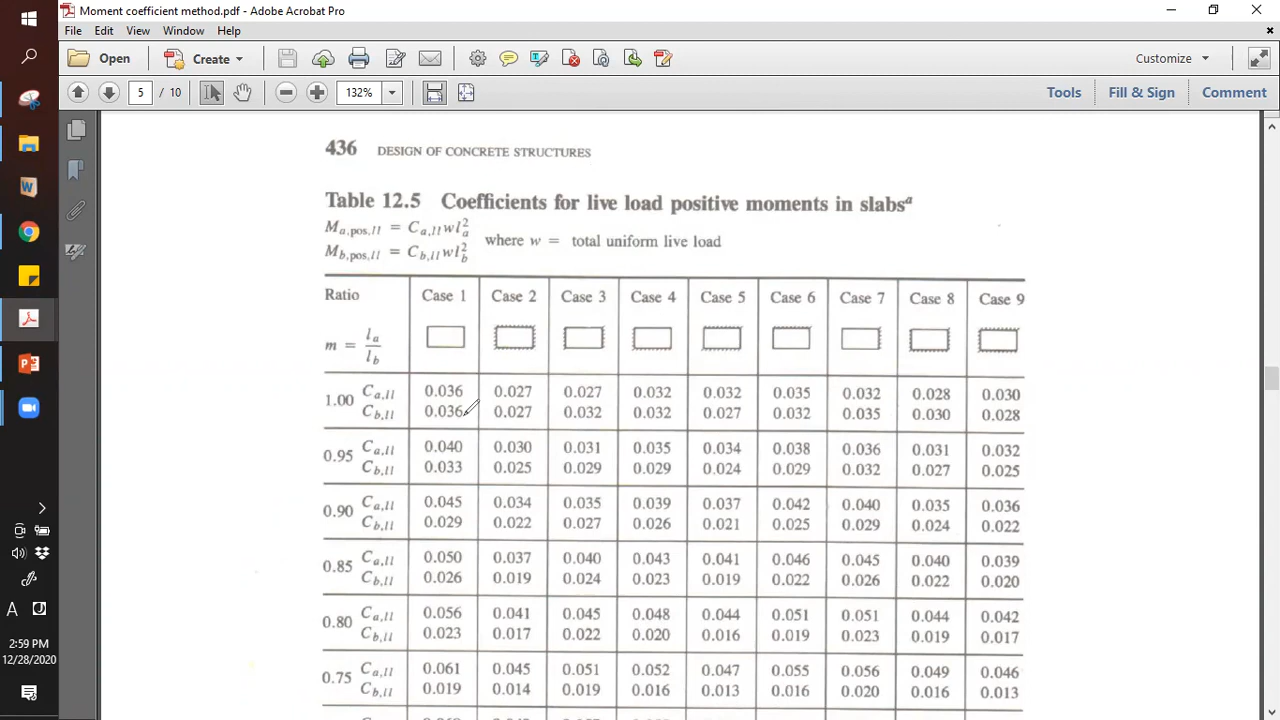 Moment coefficient method.pdf - Adobe Acrobat Pro
File Edit View Window Help
Open Create Customize
5 / 10 132% Tools Fill & Sign Comment
436 DESIGN OF CONCRETE STRUCTURES
Table 12.5 Coefficients for live load positive moments in slabsᵃ
M_a,pos,ll = C_a,ll wl_a²
where w = total uniform live load
M_b,pos,ll = C_b,ll wl_b²
Ratio Case 1 Case 2 Case 3 Case 4 Case 5 Case 6 Case 7 Case 8 Case 9
m = l_a / l_b
1.00 C_a,ll 0.036 0.027 0.027 0.032 0.032 0.035 0.032 0.028 0.030
C_b,ll 0.036 0.027 0.032 0.032 0.027 0.032 0.035 0.030 0.028
0.95 C_a,ll 0.040 0.030 0.031 0.035 0.034 0.038 0.036 0.031 0.032
C_b,ll 0.033 0.025 0.029 0.029 0.024 0.029 0.032 0.027 0.025
0.90 C_a,ll 0.045 0.034 0.035 0.039 0.037 0.042 0.040 0.035 0.036
C_b,ll 0.029 0.022 0.027 0.026 0.021 0.025 0.029 0.024 0.022
0.85 C_a,ll 0.050 0.037 0.040 0.043 0.041 0.046 0.045 0.040 0.039
C_b,ll 0.026 0.019 0.024 0.023 0.019 0.022 0.026 0.022 0.020
0.80 C_a,ll 0.056 0.041 0.045 0.048 0.044 0.051 0.051 0.044 0.042
C_b,ll 0.023 0.017 0.022 0.020 0.016 0.019 0.023 0.019 0.017
0.75 C_a,ll 0.061 0.045 0.051 0.052 0.047 0.055 0.056 0.049 0.046
C_b,ll 0.019 0.014 0.019 0.016 0.013 0.016 0.020 0.016 0.013
A
2:59 PM
12/28/2020